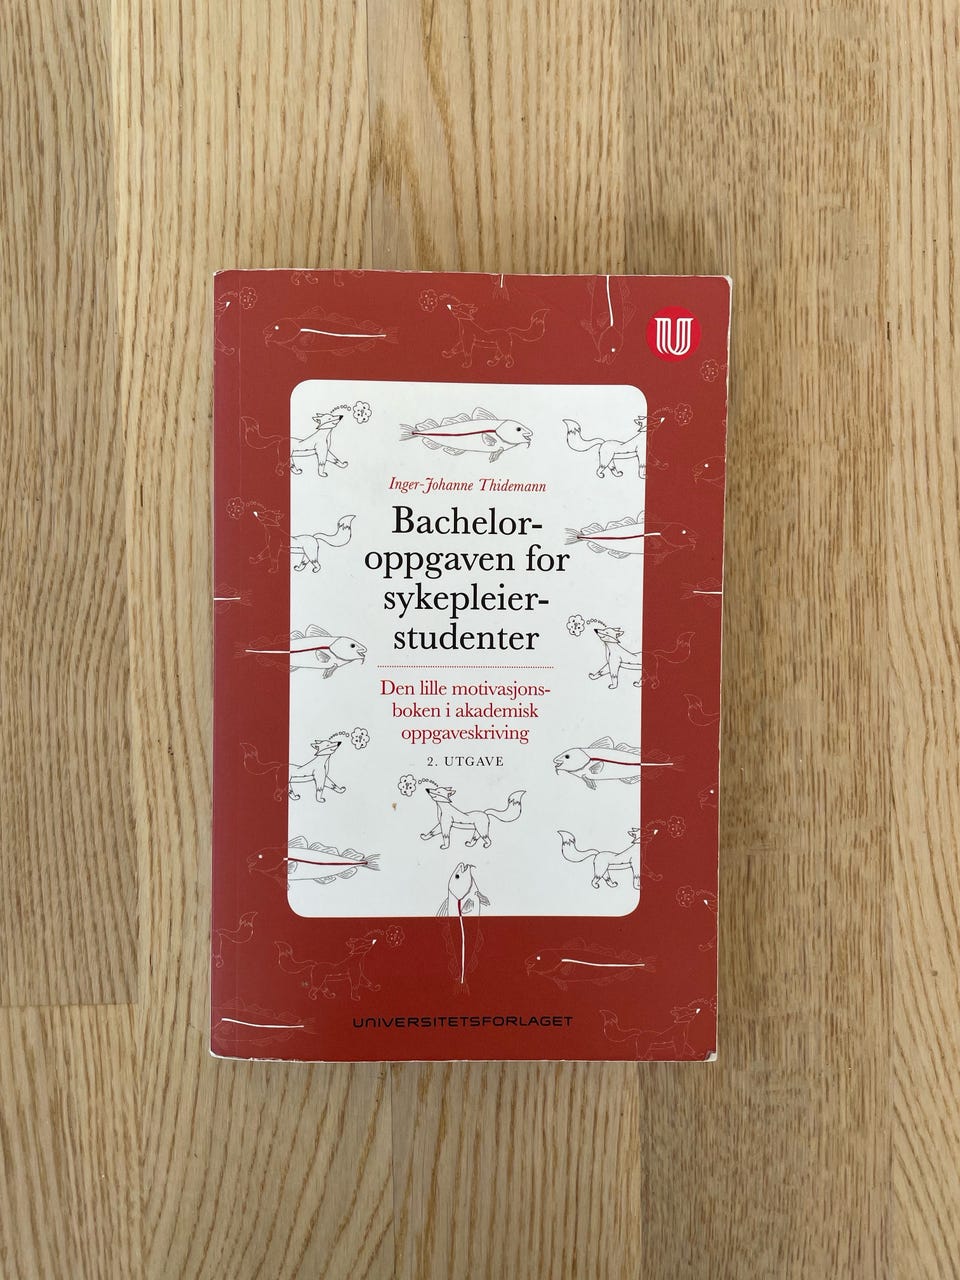 U
Inger-Johanne Thidemann
Bachelor-
oppgaven for
sykepleier-
studenter
Den lille motivasjons-
boken i akademisk
oppgaveskriving
2. UTGAVE
UNIVERSITETSFORLAGET